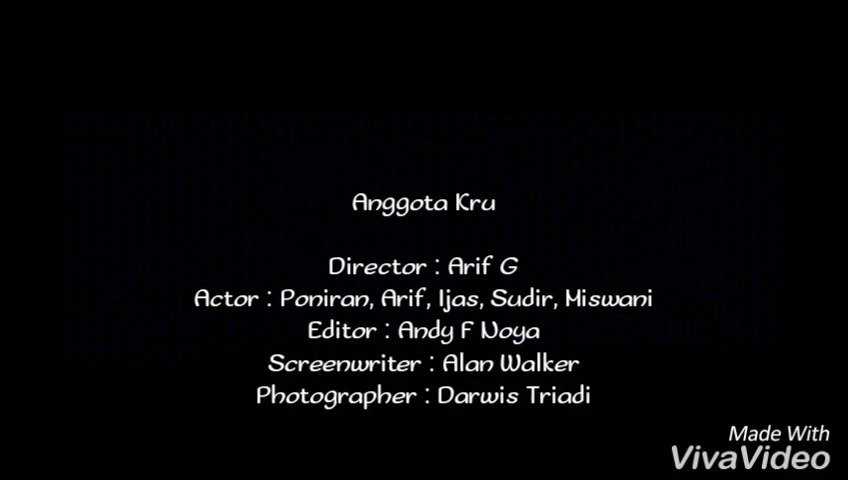 Anggota Kru
Director : Arif G
Actor : Poniran, Arif, Ijas, Sudir, Miswani
Editor : Andy F Noya
Screenwriter : Alan Walker
Photographer : Darwis Triadi
Made With
VivaVideo